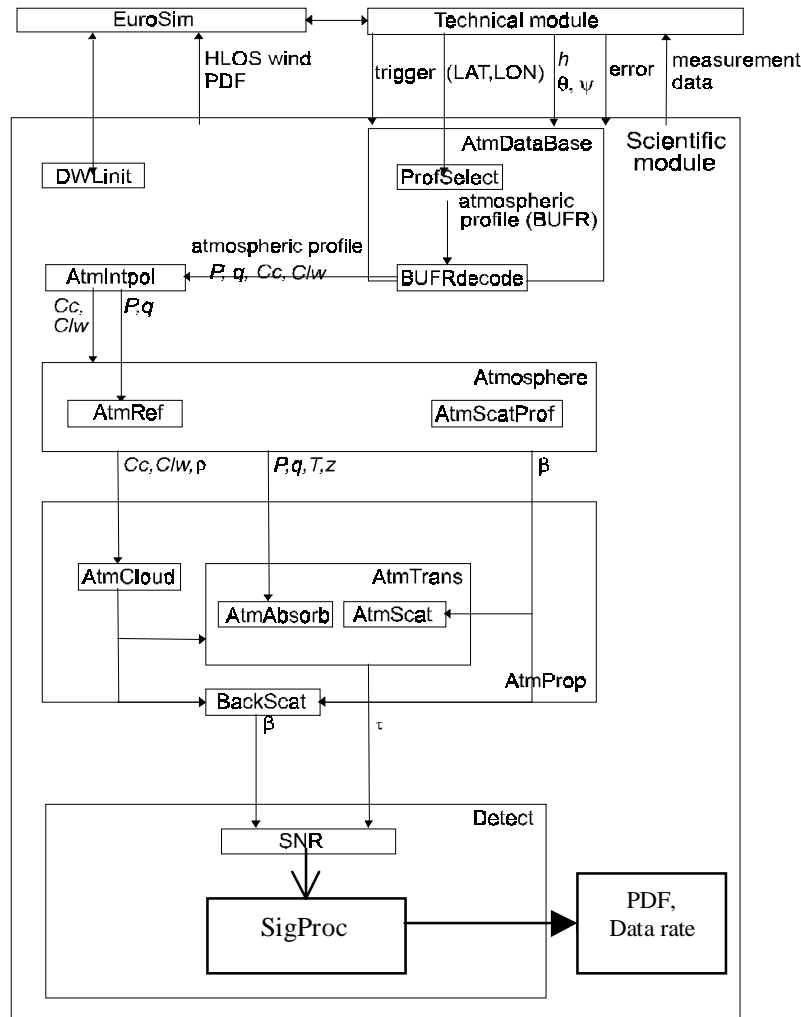 EuroSim
Technical module
HLOS wind
PDF
trigger
(LAT,LON)
h
θ, ψ
error
measurement
data
Scientific
module
AtmDataBase
DWLinit
ProfSelect
atmospheric
profile (BUFR)
atmospheric profile
P, q, Cc, Clw
AtmIntpol
BUFRdecode
Cc,
Clw
P,q
Atmosphere
AtmRef
AtmScatProf
Cc,Clw,ρ
P,q,T,z
β
AtmCloud
AtmTrans
AtmAbsorb
AtmScat
AtmProp
BackScat
β
τ
Detect
SNR
SigProc
PDF,
Data rate